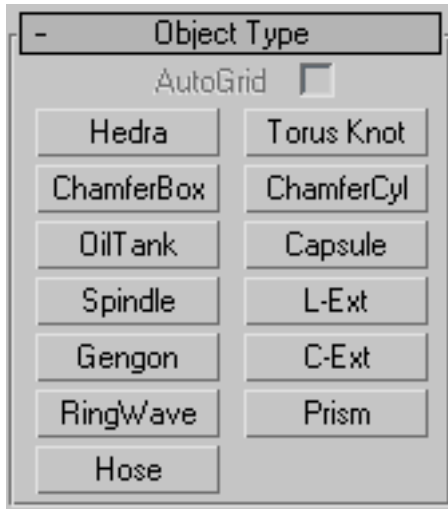 - Object Type
AutoGrid
Hedra Torus Knot
ChamferBox ChamferCyl
OilTank Capsule
Spindle L-Ext
Gengon C-Ext
RingWave Prism
Hose